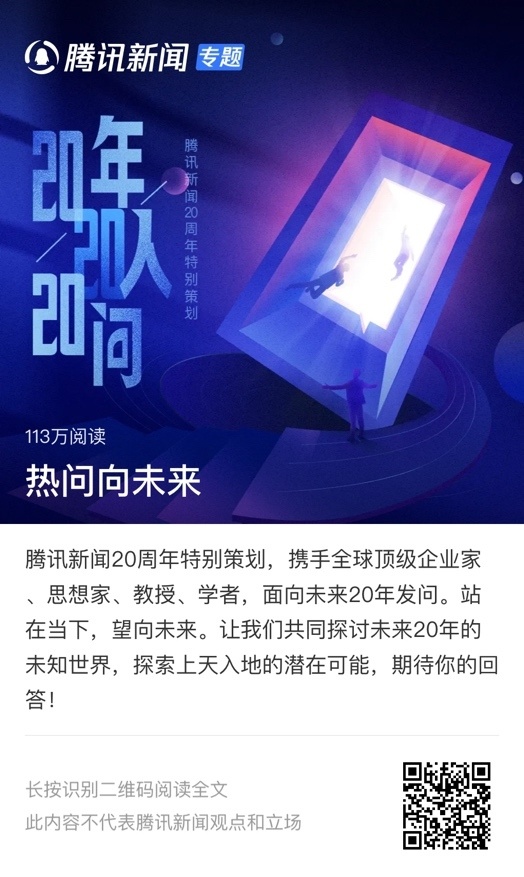 腾讯新闻 专题
20年
20人
20问
腾讯新闻20周年特别策划
113万阅读
热问向未来
腾讯新闻20周年特别策划，携手全球顶级企业家
、思想家、教授、学者，面向未来20年发问。站
在当下，望向未来。让我们共同探讨未来20年的
未知世界，探索上天入地的潜在可能，期待你的回
答！
长按识别二维码阅读全文
此内容不代表腾讯新闻观点和立场